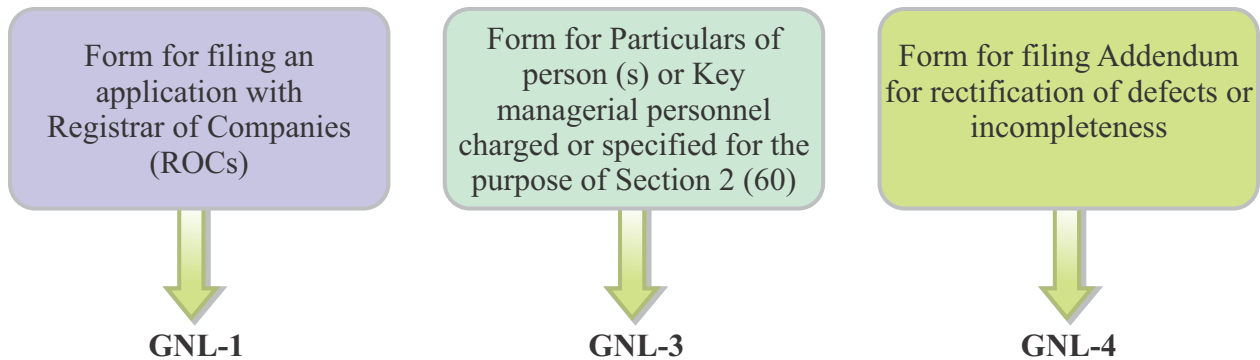 Form for filing an
application with
Registrar of Companies
(ROCs)
GNL-1
Form for Particulars of
person (s) or Key
managerial personnel
charged or specified for the
purpose of Section 2 (60)
GNL-3
Form for filing Addendum
for rectification of defects or
incompleteness
GNL-4